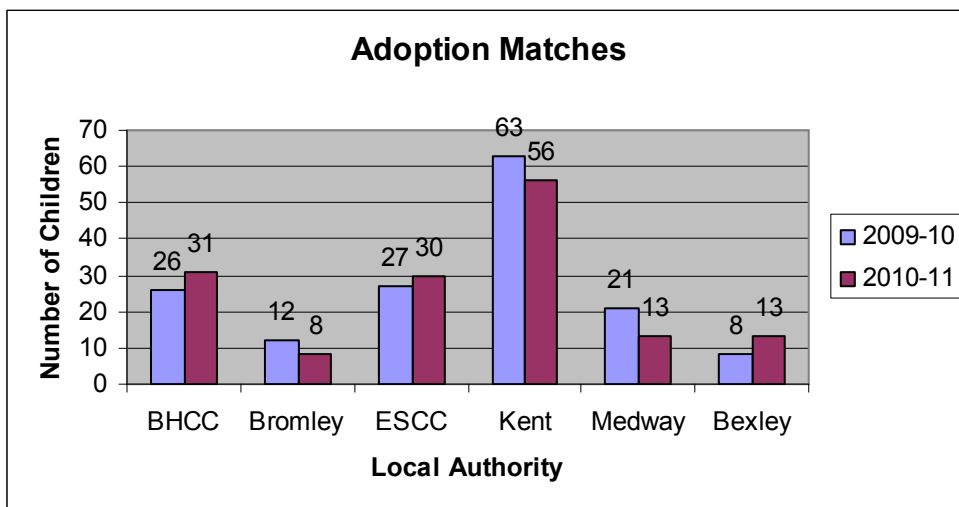 Adoption Matches
Number of Children
70
60
50
40
30
20
10
0
26 31 12 8 27 30 63 56 21 13 8 13
BHCC Bromley ESCC Kent Medway Bexley
Local Authority
2009-10
2010-11